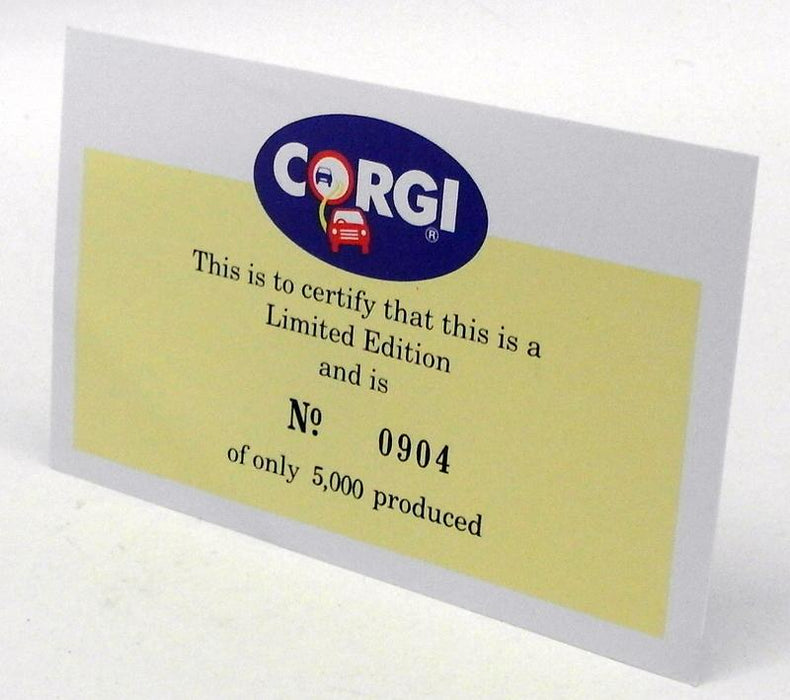 CORGI
®
This is to certify that this is a
Limited Edition
and is
Nº 0904
of only 5,000 produced